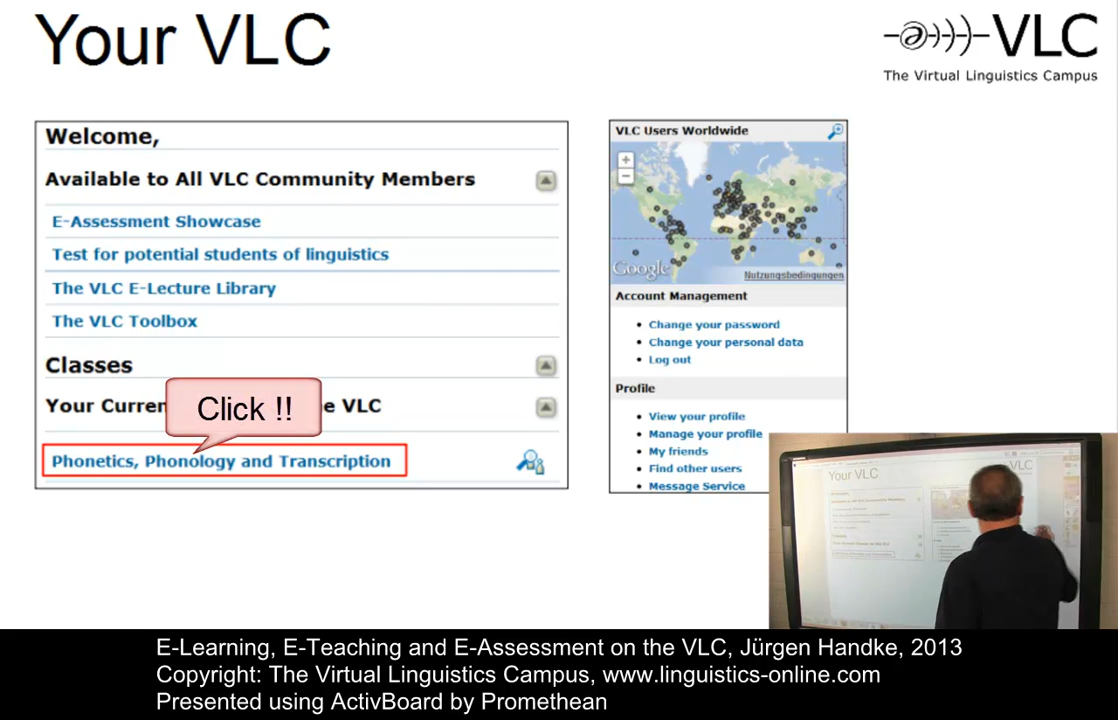 Your VLC
VLC
The Virtual Linguistics Campus
Welcome,
Available to All VLC Community Members
E-Assessment Showcase
Test for potential students of linguistics
The VLC E-Lecture Library
The VLC Toolbox
Classes
Your Curren
e VLC
Click !!
Phonetics, Phonology and Transcription
VLC Users Worldwide
+
−
Google
Nutzungsbedingungen
Account Management
• Change your password
• Change your personal data
• Log out
Profile
• View your profile
• Manage your profile
• My friends
• Find other users
• Message Service
Your VLC
VLC
E-Learning, E-Teaching and E-Assessment on the VLC, Jürgen Handke, 2013
Copyright: The Virtual Linguistics Campus, www.linguistics-online.com
Presented using ActivBoard by Promethean